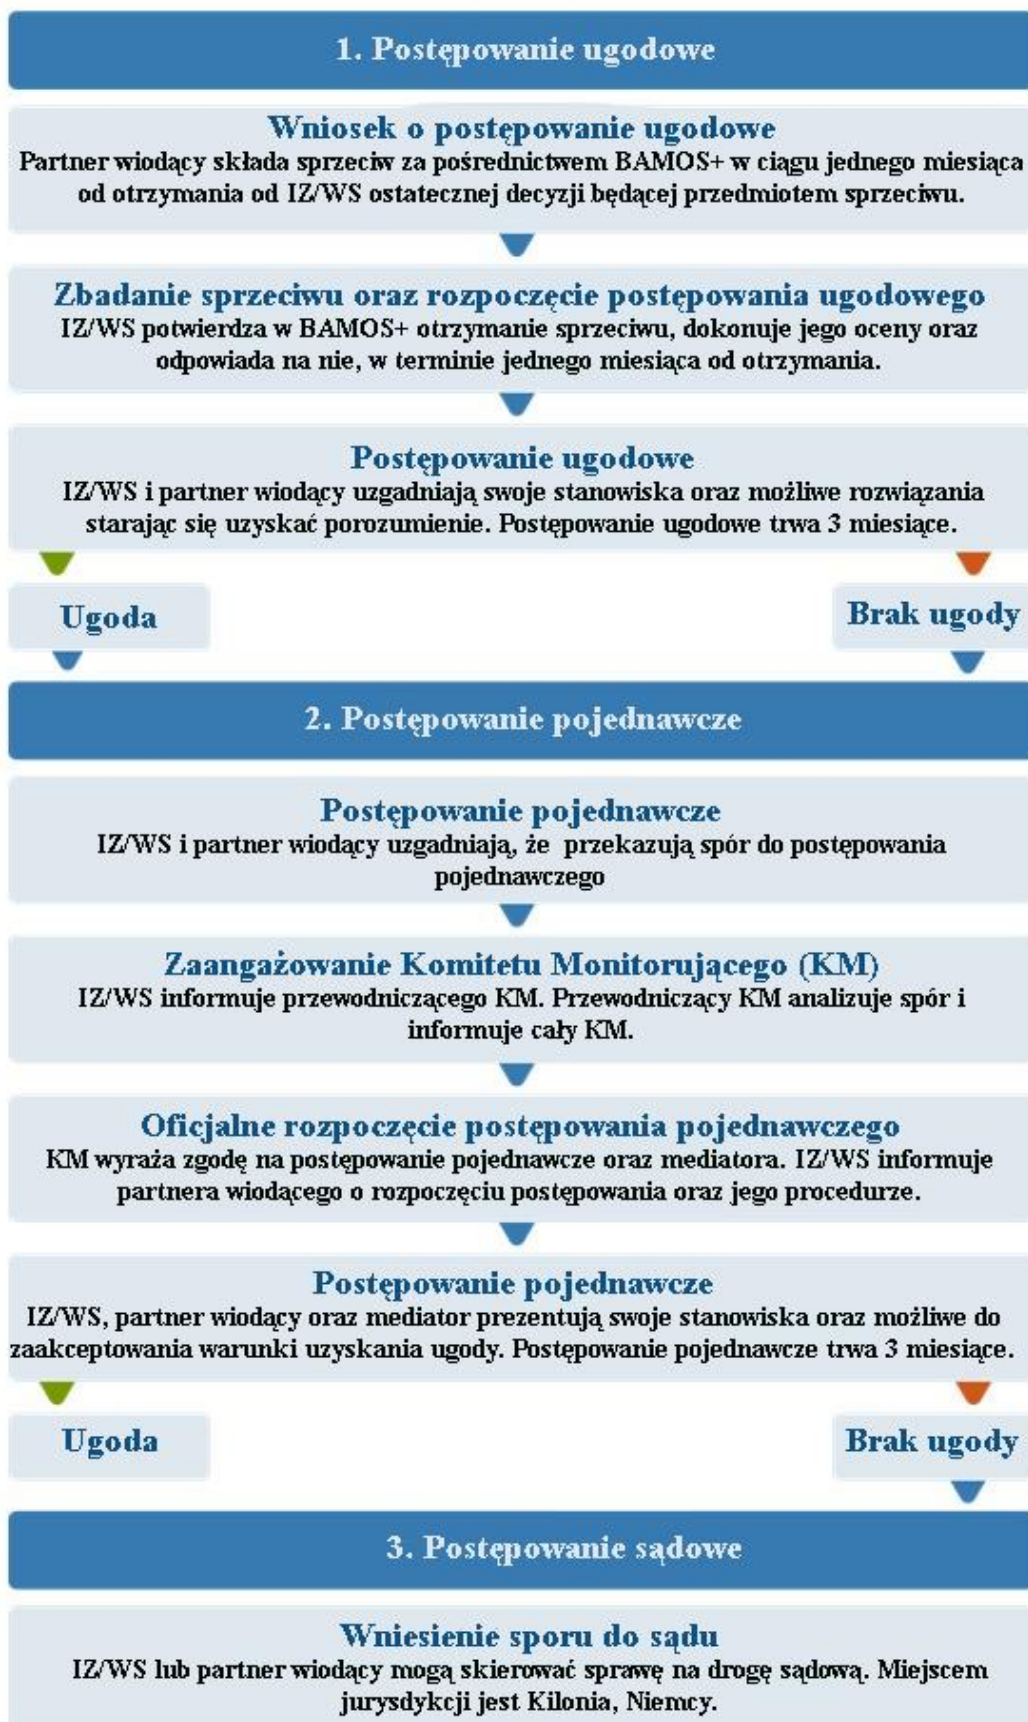 1. Postępowanie ugodowe
Wniosek o postępowanie ugodowe
Partner wiodący składa sprzeciw za pośrednictwem BAMOS+ w ciągu jednego miesiąca
od otrzymania od IZ/WS ostatecznej decyzji będącej przedmiotem sprzeciwu.
Zbadanie sprzeciwu oraz rozpoczęcie postępowania ugodowego
IZ/WS potwierdza w BAMOS+ otrzymanie sprzeciwu, dokonuje jego oceny oraz
odpowiada na nie, w terminie jednego miesiąca od otrzymania.
Postępowanie ugodowe
IZ/WS i partner wiodący uzgadniają swoje stanowiska oraz możliwe rozwiązania
starając się uzyskać porozumienie. Postępowanie ugodowe trwa 3 miesiące.
Ugoda
Brak ugody
2. Postępowanie pojednawcze
Postępowanie pojednawcze
IZ/WS i partner wiodący uzgadniają, że przekazują spór do postępowania
pojednawczego
Zaangażowanie Komitetu Monitorującego (KM)
IZ/WS informuje przewodniczącego KM. Przewodniczący KM analizuje spór i
informuje cały KM.
Oficjalne rozpoczęcie postępowania pojednawczego
KM wyraża zgodę na postępowanie pojednawcze oraz mediatora. IZ/WS informuje
partnera wiodącego o rozpoczęciu postępowania oraz jego procedurze.
Postępowanie pojednawcze
IZ/WS, partner wiodący oraz mediator prezentują swoje stanowiska oraz możliwe do
zaakceptowania warunki uzyskania ugody. Postępowanie pojednawcze trwa 3 miesiące.
Ugoda
Brak ugody
3. Postępowanie sądowe
Wniesienie sporu do sądu
IZ/WS lub partner wiodący mogą skierować sprawę na drogę sądową. Miejscem
jurysdykcji jest Kilonia, Niemcy.